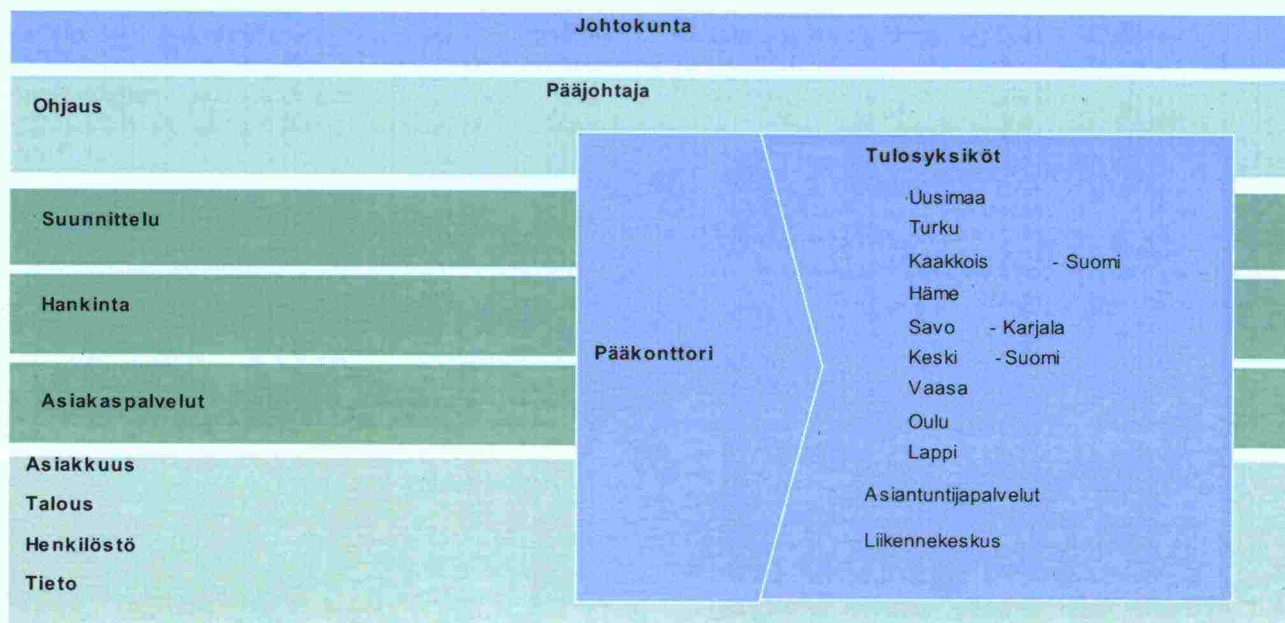 Johtokunta
Ohjaus
Pääjohtaja
Suunnittelu
Hankinta
Asiakaspalvelut
Asiakkuus
Talous
Henkilöstö
Tieto
Pääkonttori
Tulosyksiköt
Uusimaa
Turku
Kaakkois - Suomi
Häme
Savo - Karjala
Keski - Suomi
Vaasa
Oulu
Lappi
Asiantuntijapalvelut
Liikennekeskus